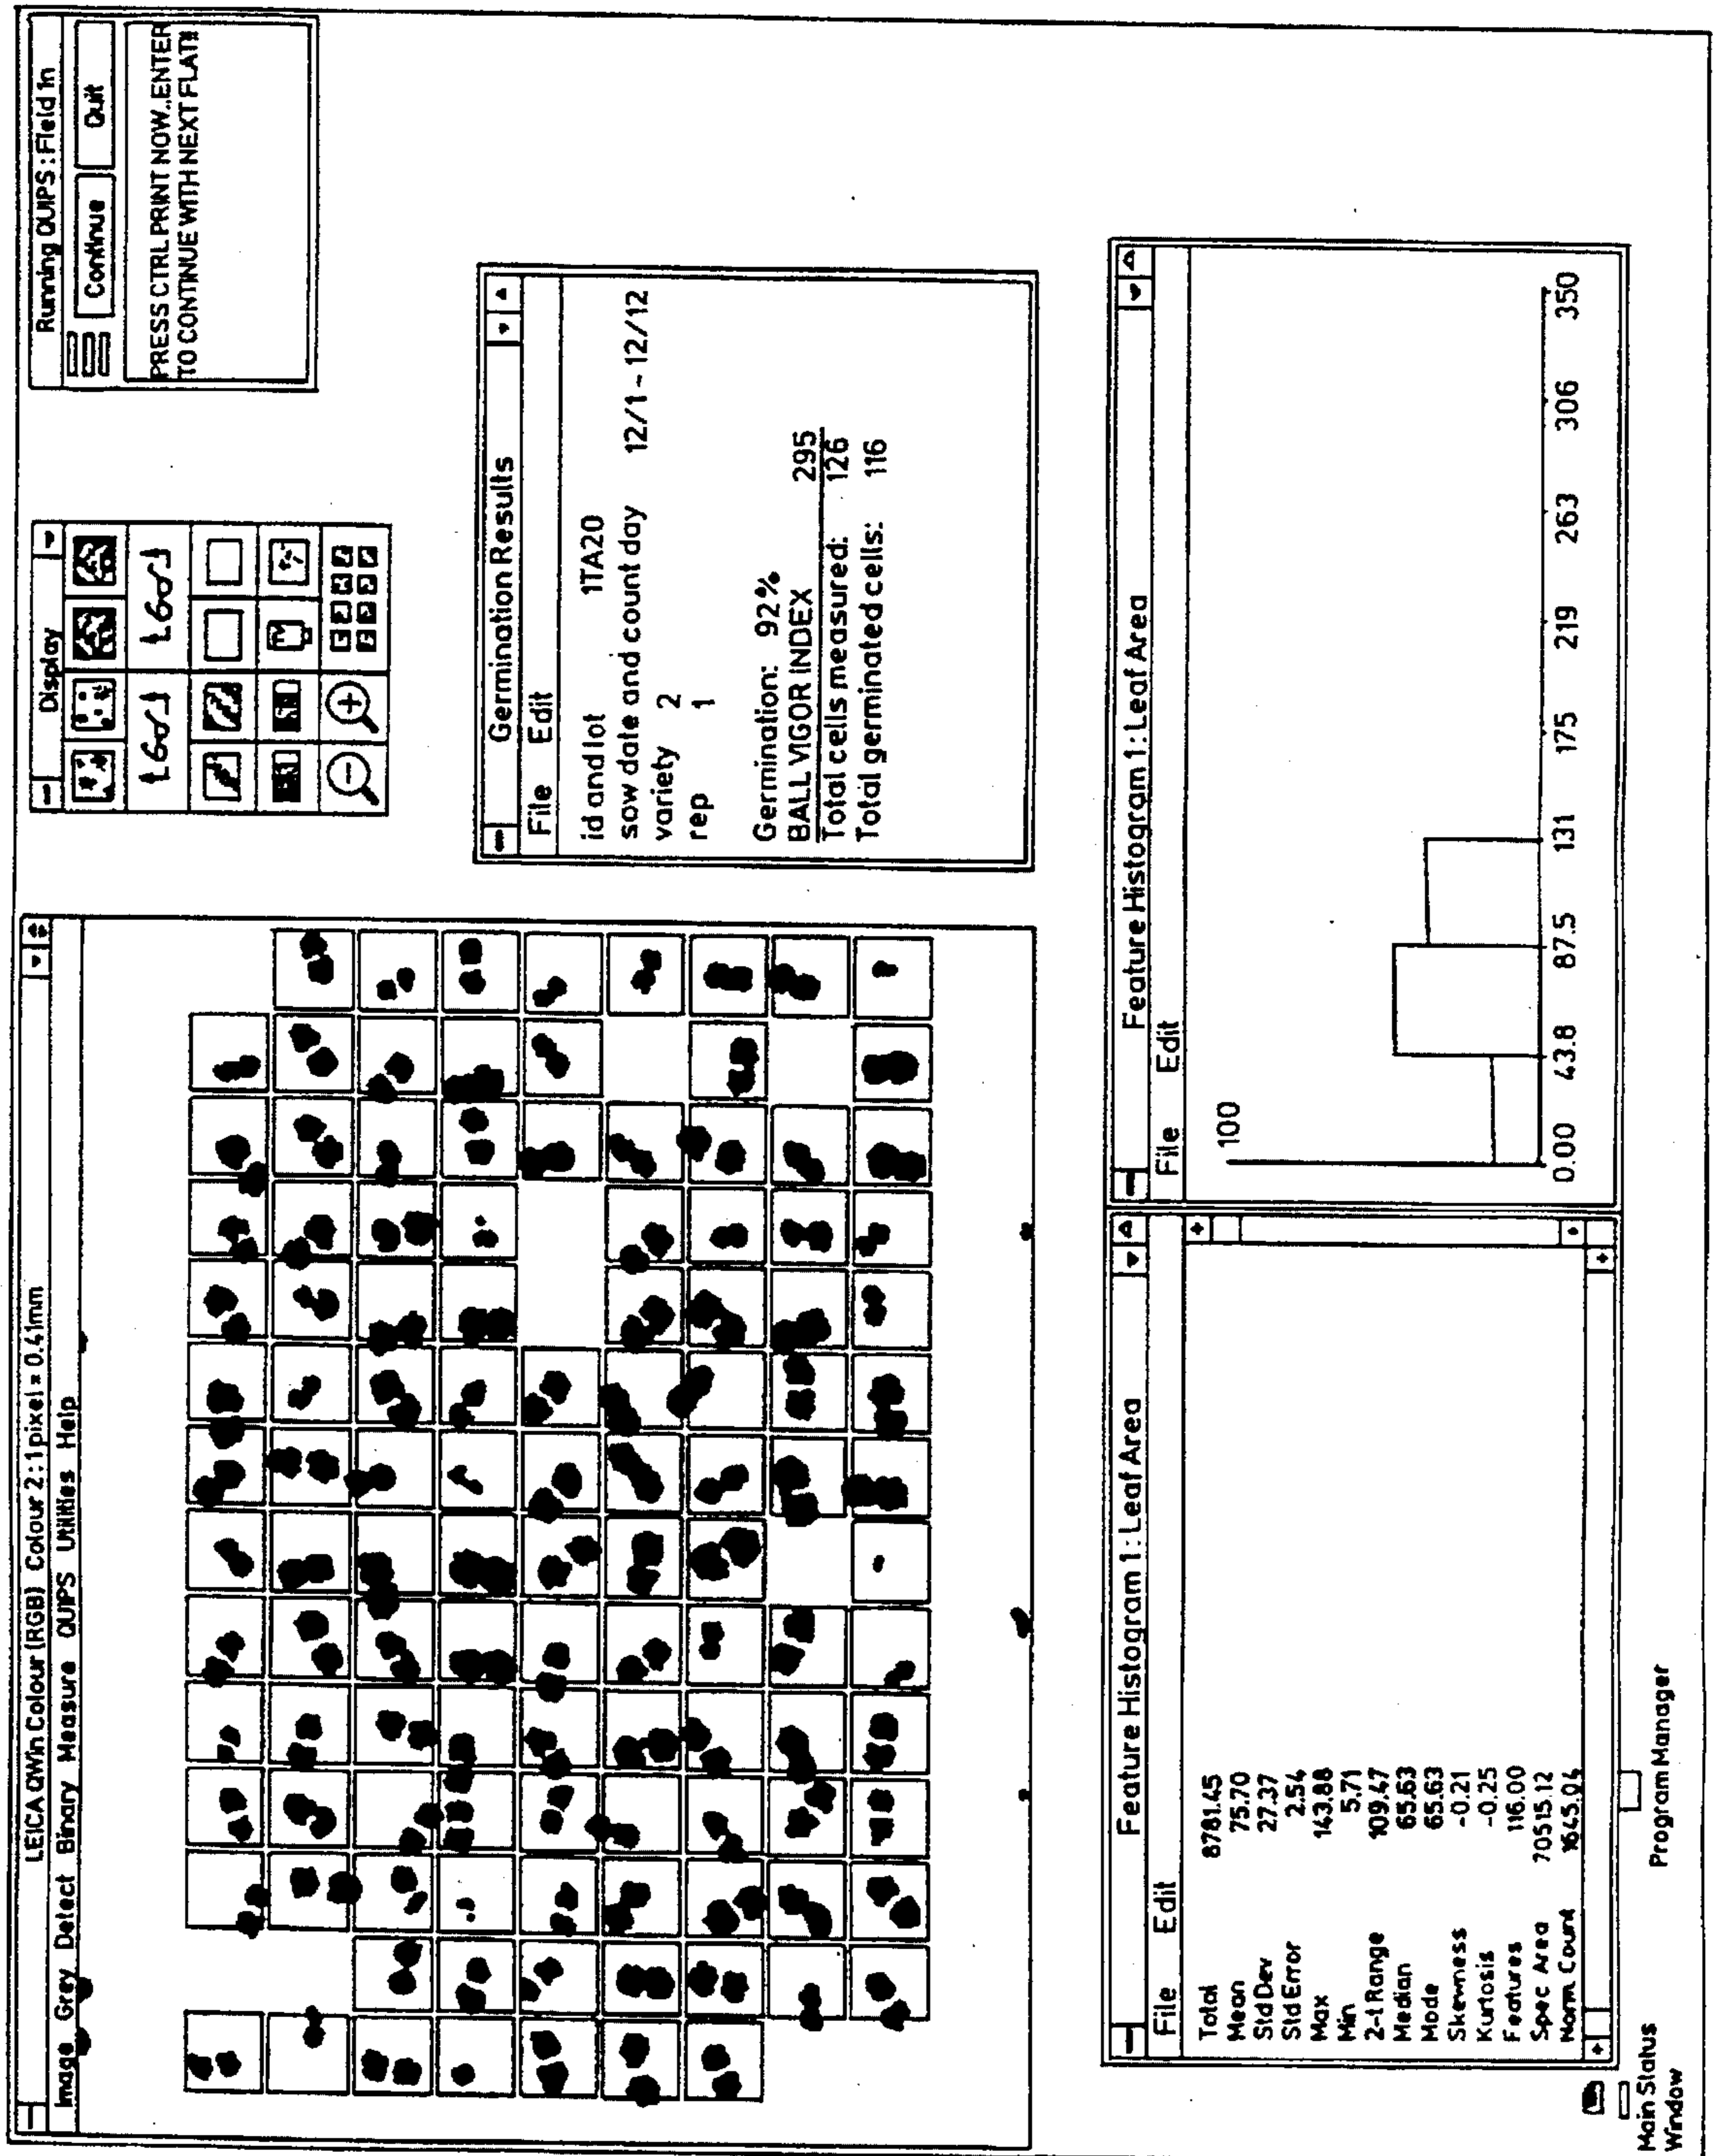 LEICA QWin Colour (RGB) Colour 2: 1 pixel = 0.41mm
Image Grey Detect Binary Measure QUIPS Utilities Help
Display
TV
Running QUIPS : Field In
Continue Quit
PRESS CTRL PRINT NOW..ENTER
TO CONTINUE WITH NEXT FLAT!!
Germination Results
File Edit
id and lot 1TA20
sow date and count day 12/1 - 12/12
variety 2
rep 1
Germination: 92%
BALL VIGOR INDEX 295
Total cells measured: 126
Total germinated cells: 116
Feature Histogram 1: Leaf Area
File Edit
Total 8781.45
Mean 75.70
Std Dev 27.37
Std Error 2.54
Max 143.88
Min 5.71
2-t Range 109.47
Median 65.63
Mode 65.63
Skewness -0.21
Kurtosis -0.25
Features 116.00
Spec Area 70515.12
Norm. Count 1645.04
Feature Histogram 1: Leaf Area
File Edit
100
0.00 43.8 87.5 131 175 219 263 306 350
Main Status
Window
Program Manager